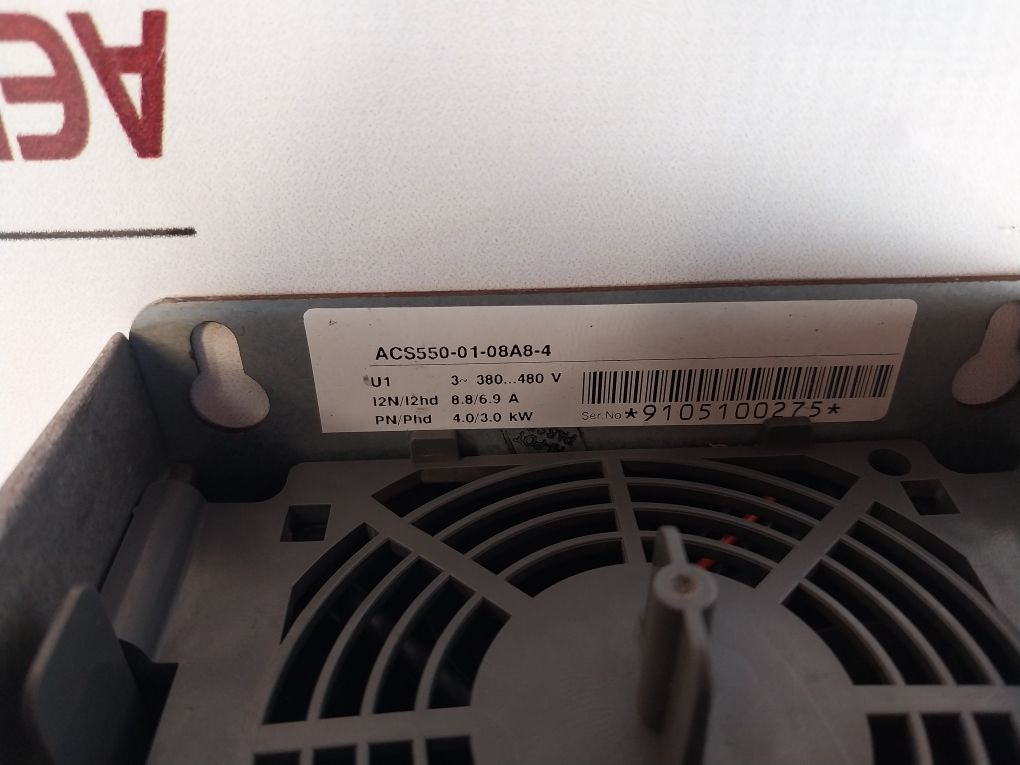 ACS550-01-08A8-4
U1 3~ 380...480 V
I2N/I2hd 8.8/6.9 A
PN/Phd 4.0/3.0 kW
Ser.No *9105100275*